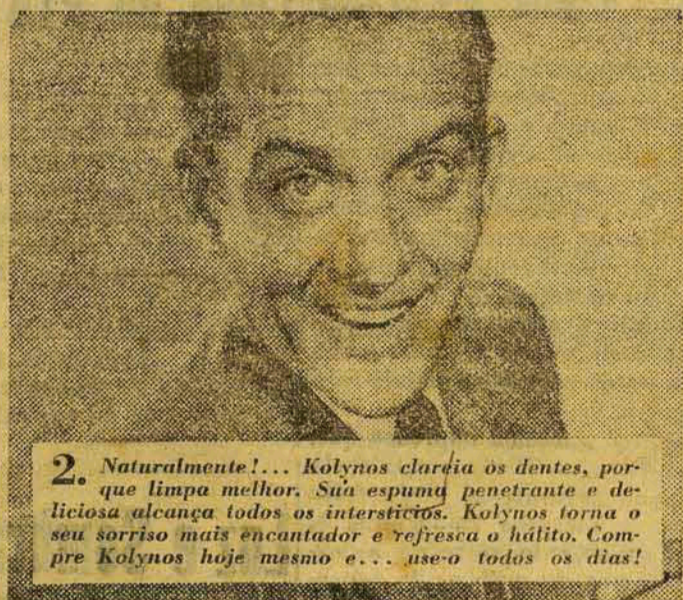 2. Naturalmente!... Kolynos clareia os dentes, por-
que limpa melhor. Sua espuma penetrante e de-
liciosa alcança todos os interstícios. Kolynos torna o
seu sorriso mais encantador e refresca o hálito. Com-
pre Kolynos hoje mesmo e... use-o todos os dias!